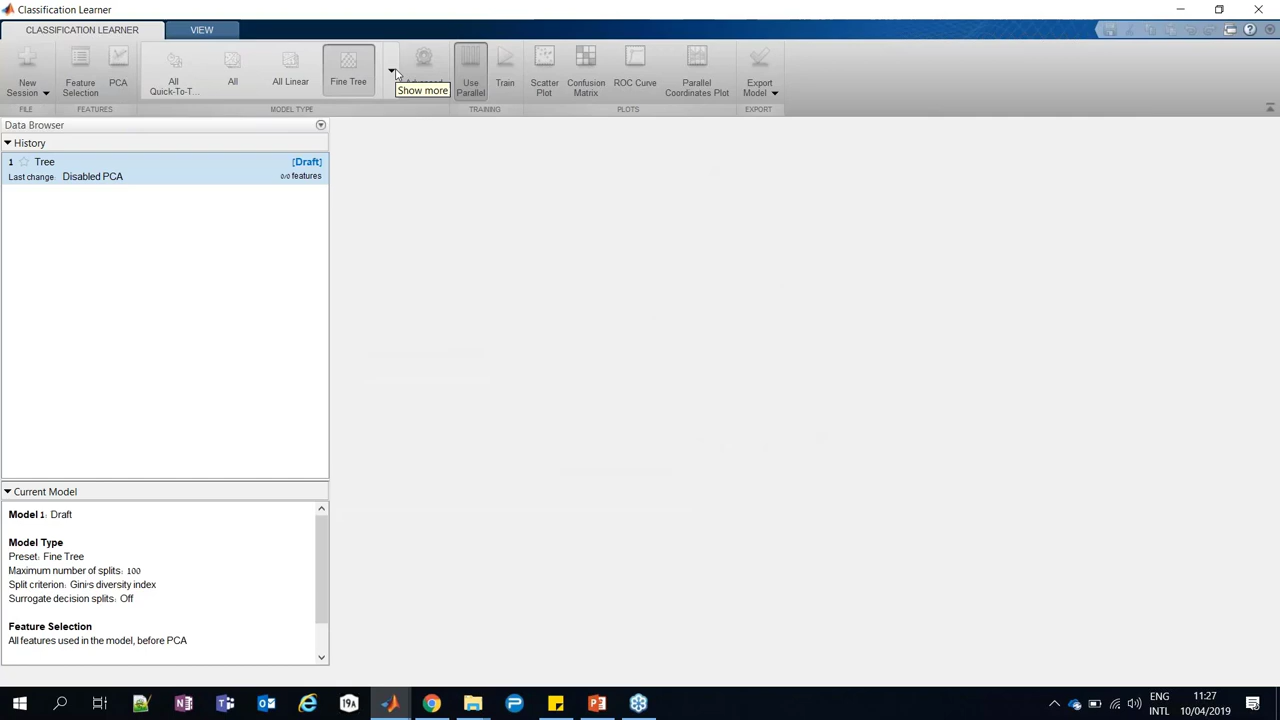 Classification Learner
CLASSIFICATION LEARNER
VIEW
New
Session
Feature
Selection
PCA
All
Quick-To-T...
All
All Linear
Fine Tree
Advanced
Show more
Use
Parallel
Train
Scatter
Plot
Confusion
Matrix
ROC Curve
Parallel
Coordinates Plot
Export
Model
FILE
FEATURES
MODEL TYPE
TRAINING
PLOTS
EXPORT
Data Browser
History
1 Tree [Draft]
Last change: Disabled PCA 0/0 features
Current Model
Model 1: Draft
Model Type
Preset: Fine Tree
Maximum number of splits: 100
Split criterion: Gini's diversity index
Surrogate decision splits: Off
Feature Selection
All features used in the model, before PCA
19A
ENG
INTL
11:27
10/04/2019